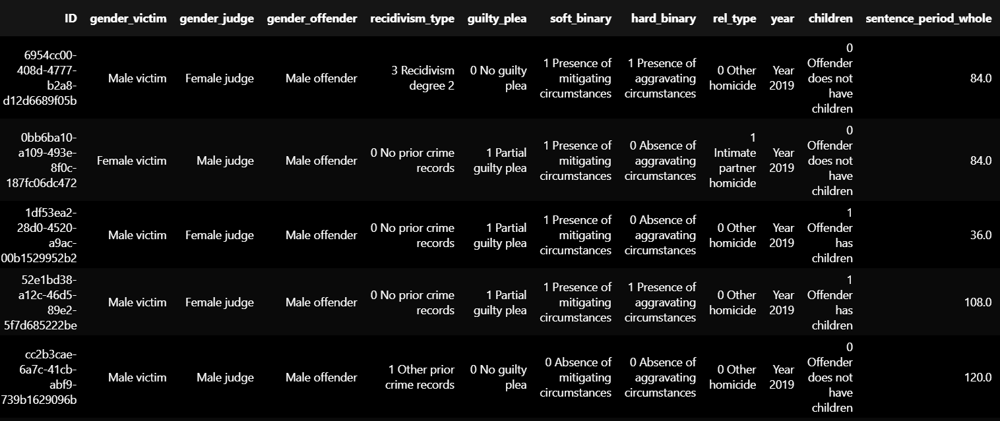 ID gender_victim gender_judge gender_offender recidivism_type guilty_plea soft_binary hard_binary rel_type year children sentence_period_whole
6954cc00-
408d-4777-
b2a8-
d12d6689f05b
Male victim
Female judge
Male offender
3 Recidivism
degree 2
0 No guilty
plea
1 Presence of
mitigating
circumstances
1 Presence of
aggravating
circumstances
0 Other
homicide
Year
2019
0
Offender
does not
have
children
84.0
0bb6ba10-
a109-493e-
8f0c-
187fc06dc472
Female victim
Male judge
Male offender
0 No prior crime
records
1 Partial
guilty plea
1 Presence of
mitigating
circumstances
0 Absence of
aggravating
circumstances
1
Intimate
partner
homicide
Year
2019
0
Offender
does not
have
children
84.0
1df53ea2-
28d0-4520-
a9ac-
00b1529952b2
Male victim
Female judge
Male offender
0 No prior crime
records
1 Partial
guilty plea
1 Presence of
mitigating
circumstances
0 Absence of
aggravating
circumstances
0 Other
homicide
Year
2019
1
Offender
has
children
36.0
52e1bd38-
a12c-46d5-
89e2-
5f7d685222be
Male victim
Female judge
Male offender
0 No prior crime
records
1 Partial
guilty plea
1 Presence of
mitigating
circumstances
1 Presence of
aggravating
circumstances
0 Other
homicide
Year
2019
1
Offender
has
children
108.0
cc2b3cae-
6a7c-41cb-
abf9-
739b1629096b
Male victim
Male judge
Male offender
1 Other prior
crime records
0 No guilty
plea
0 Absence of
mitigating
circumstances
0 Absence of
aggravating
circumstances
0 Other
homicide
Year
2019
0
Offender
does not
have
children
120.0